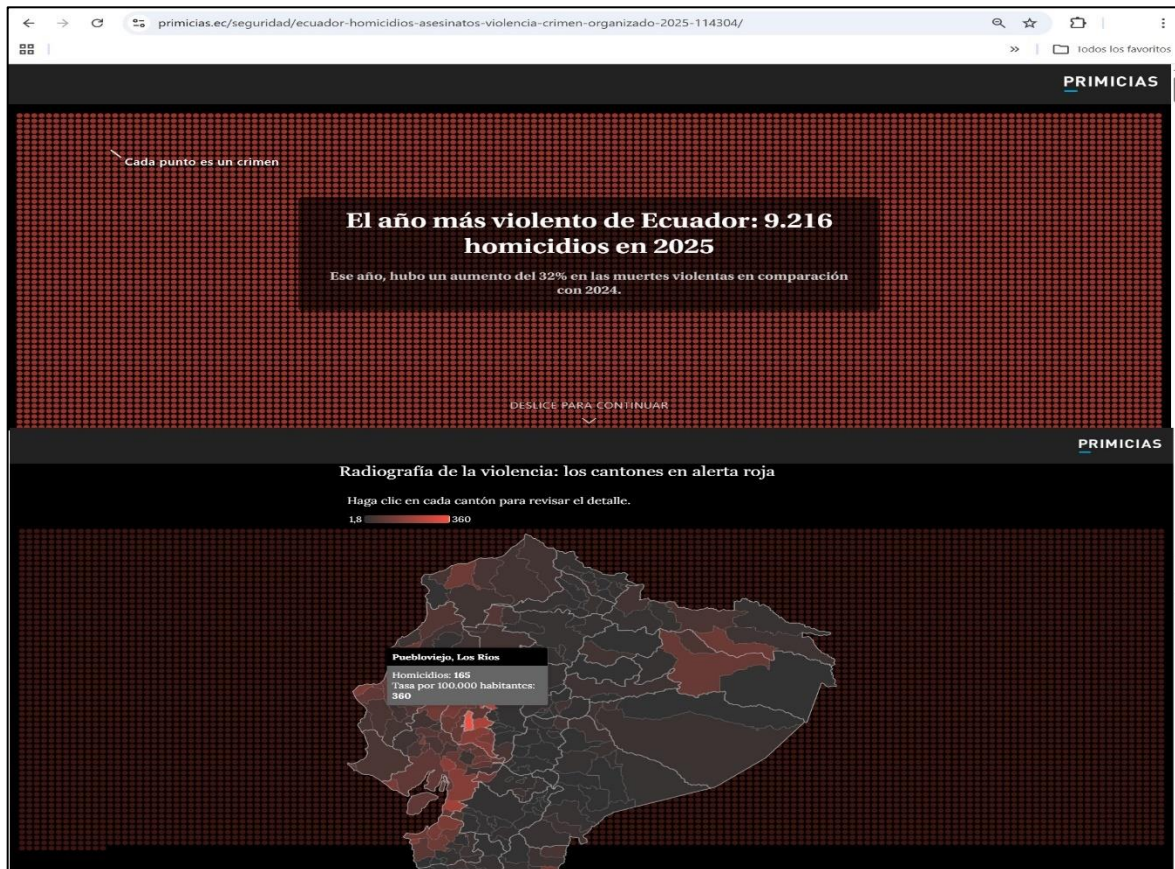 primicias.ec/seguridad/ecuador-homicidios-asesinatos-violencia-crimen-organizado-2025-114304/
Todos los favoritos
PRIMICIAS
Cada punto es un crimen
El año más violento de Ecuador: 9.216
homicidios en 2025
Ese año, hubo un aumento del 32% en las muertes violentas en comparación
con 2024.
DESLICE PARA CONTINUAR
PRIMICIAS
Radiografía de la violencia: los cantones en alerta roja
Haga clic en cada cantón para revisar el detalle.
1,8 360
Puebloviejo, Los Ríos
Homicidios: 165
Tasa por 100.000 habitantes:
360